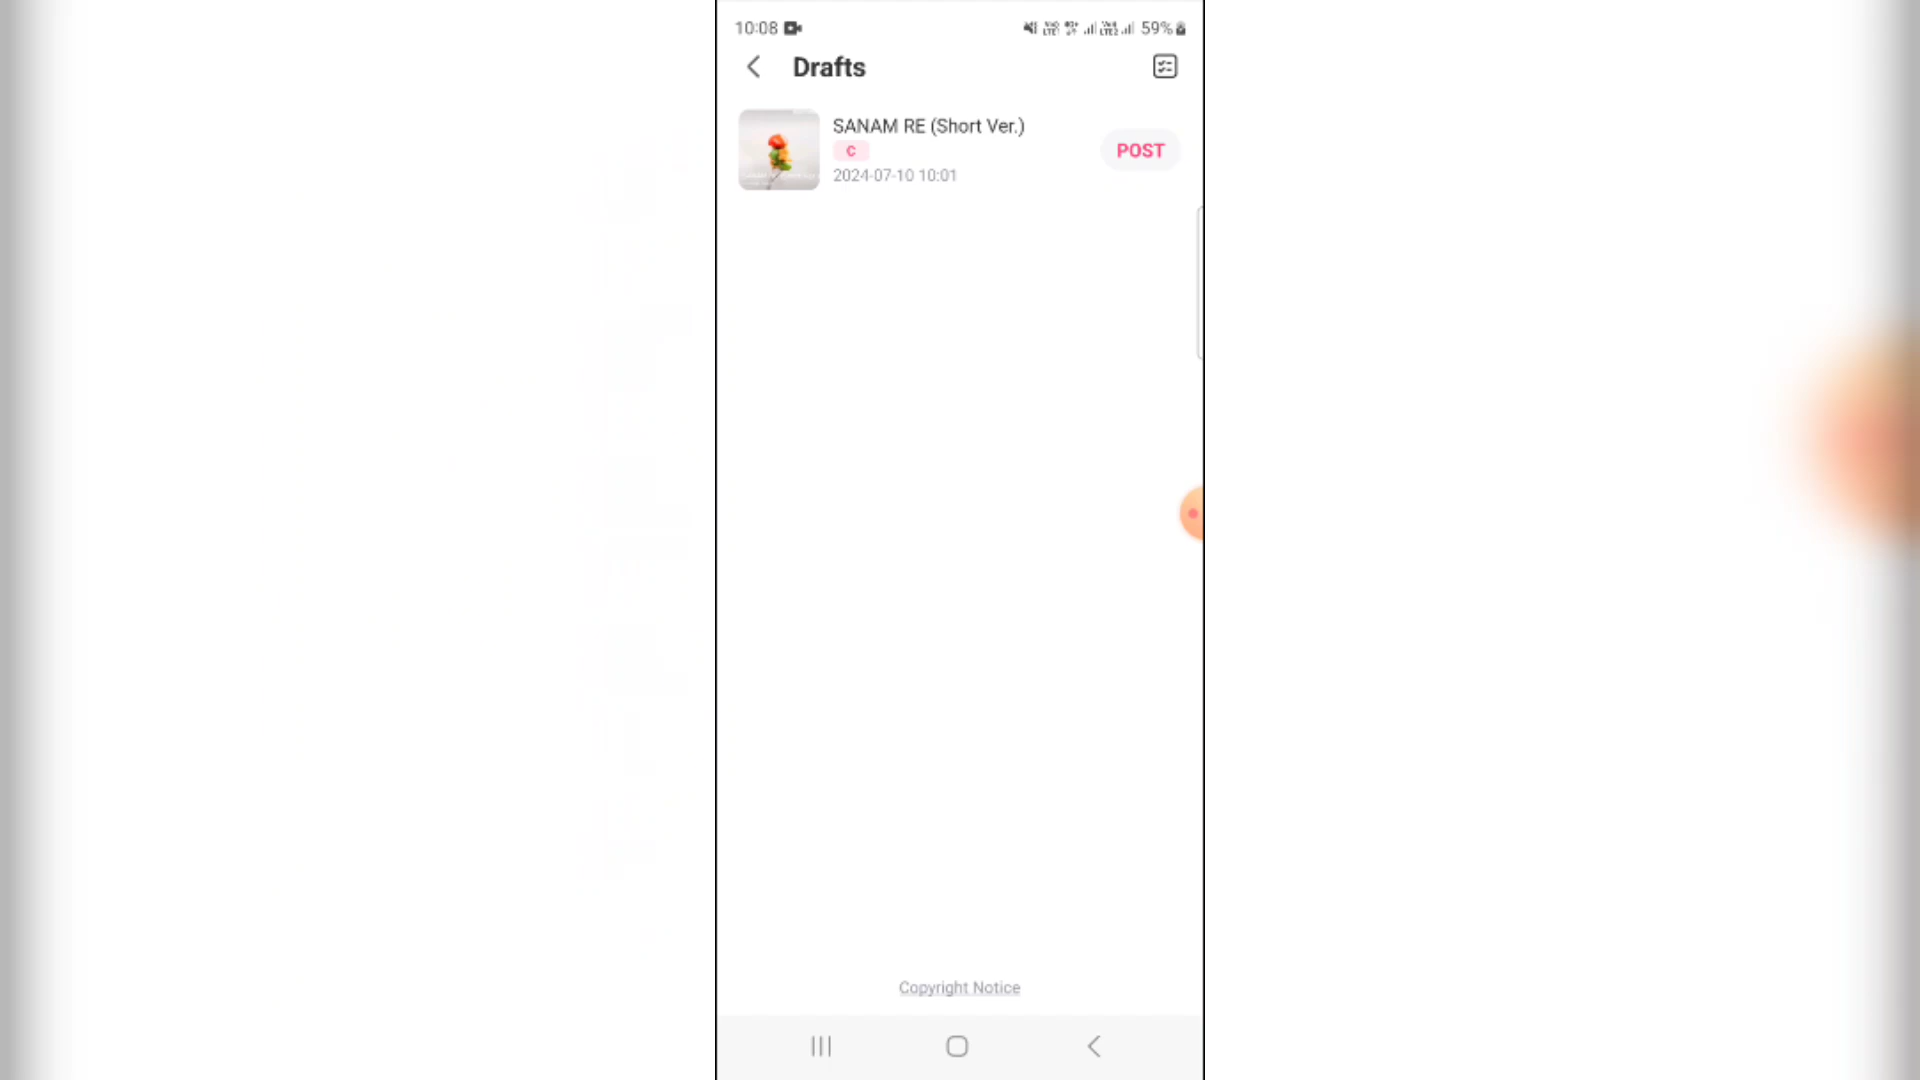 10:08
59%
Drafts
SANAM RE (Short Ver.)
C
2024-07-10 10:01
POST
Copyright Notice